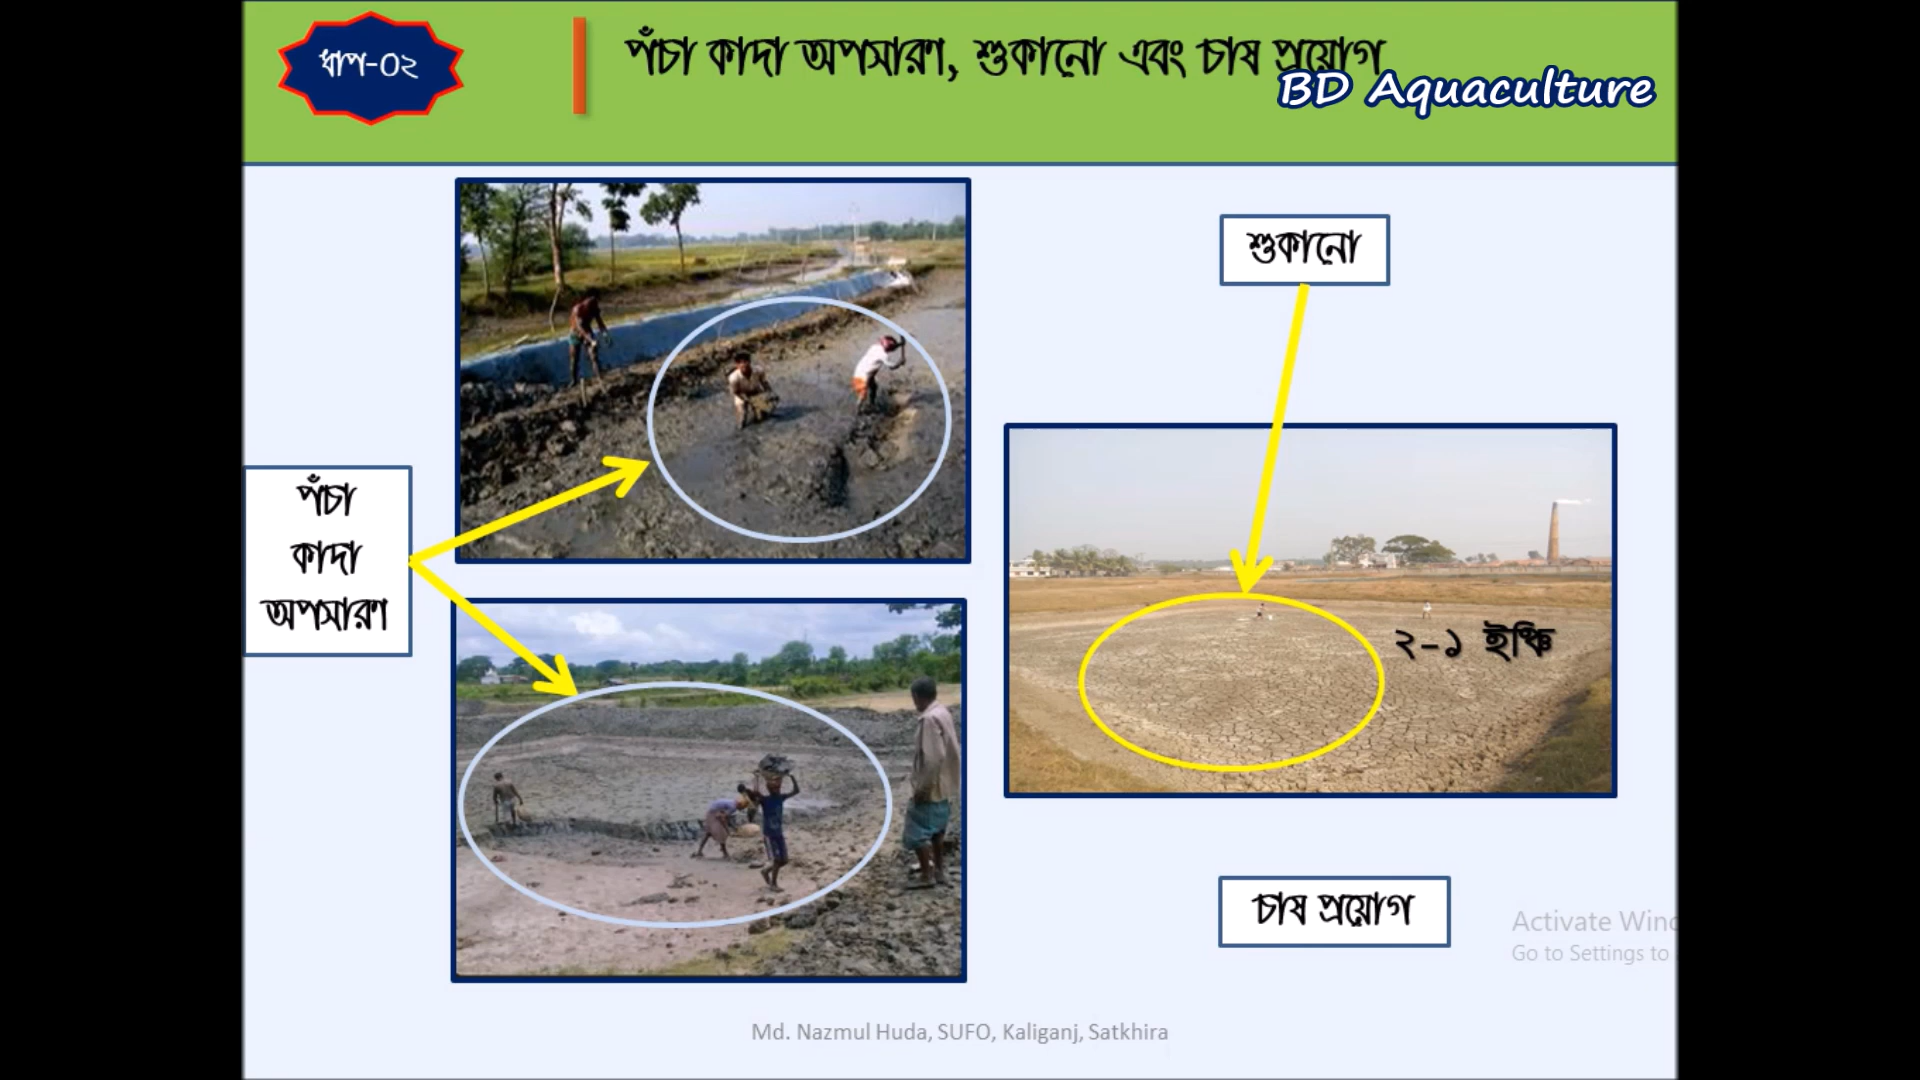 ধাপ-০২
পঁচা কাদা অপসারণ, শুকানো এবং চাষ প্রয়োগ
BD Aquaculture
শুকানো
পঁচা
কাদা
অপসারণ
২-১ ইঞ্চি
চাষ প্রয়োগ
Activate Win
Go to Settings to
Md. Nazmul Huda, SUFO, Kaliganj, Satkhira